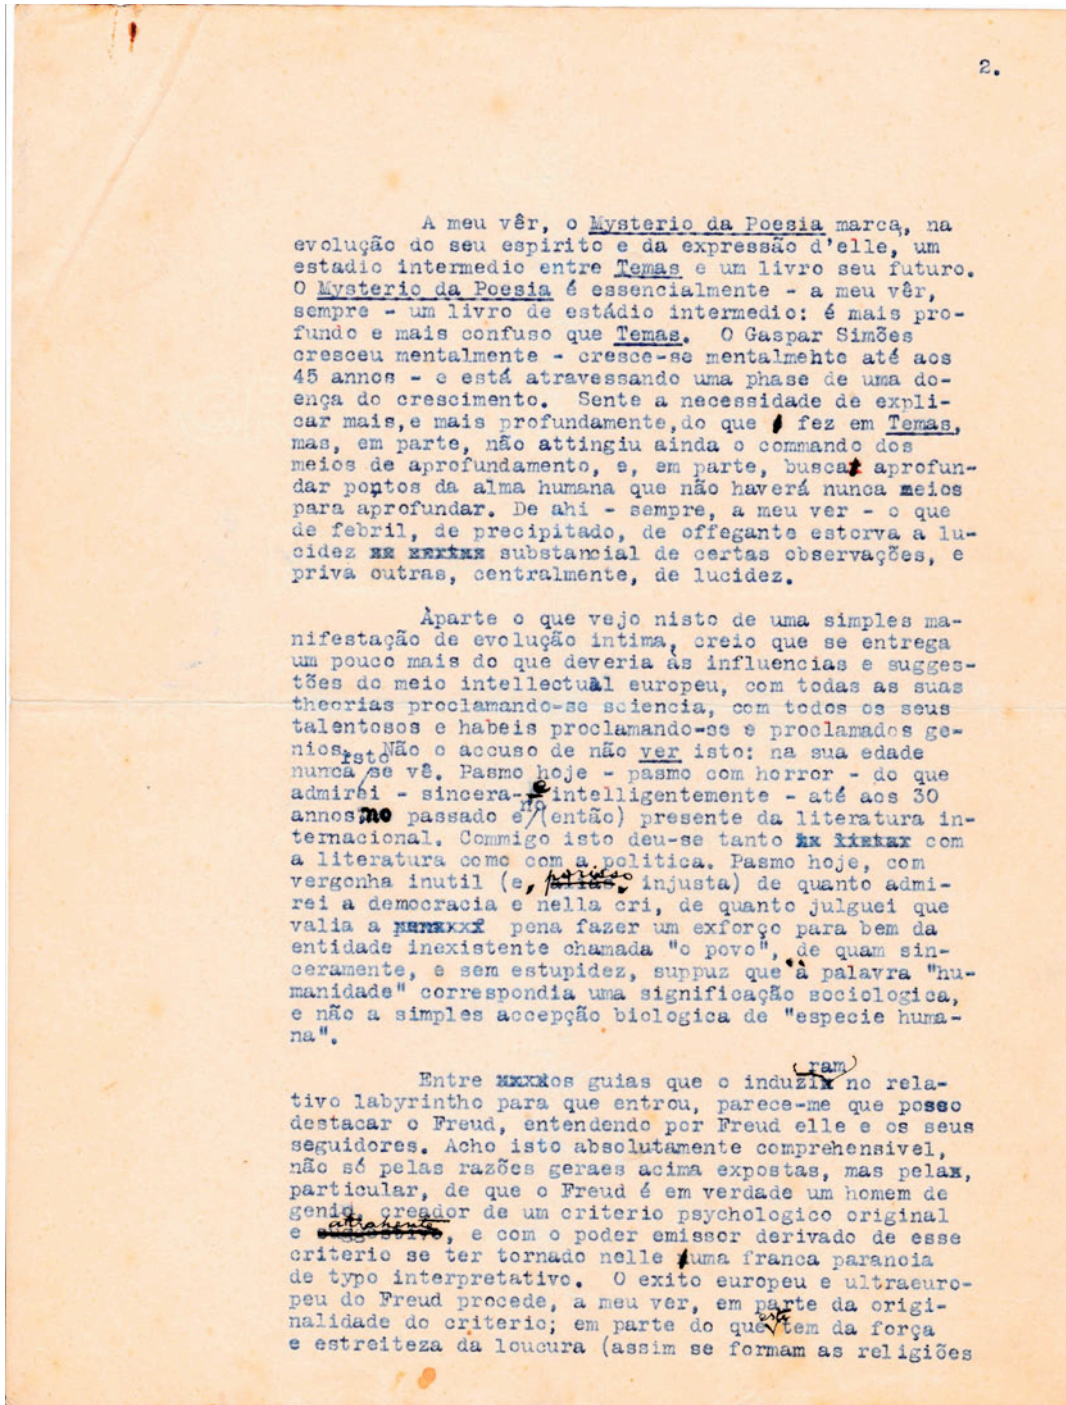 2.
A meu vêr, o Mysterio da Poesia marca, na
evolução do seu espirito e da expressão d'elle, um
estadio intermedio entre Temas e um livro seu futuro.
O Mysterio da Poesia é essencialmente - a meu vêr,
sempre - um livro de estádio intermedio: é mais pro-
fundo e mais confuso que Temas. O Gaspar Simões
cresceu mentalmente - cresce-se mentalmehte até aos
45 annos - e está atravessando uma phase de uma do-
ença do crescimento. Sente a necessidade de expli-
car mais, e mais profundamente, do que fez em Temas,
mas, em parte, não attingiu ainda o commando dos
meios de aprofundamento, e, em parte, busca aprofun-
dar pontos da alma humana que não haverá nunca meios
para aprofundar. De ahi - sempre, a meu ver - o que
de febril, de precipitado, de offegante estorva a lu-
cidez substancial de certas observações, e
priva outras, centralmente, de lucidez.
Àparte o que vejo nisto de uma simples ma-
nifestação de evolução intima, creio que se entrega
um pouco mais do que deveria às influencias e sugges-
tões do meio intellectual europeu, com todas as suas
theorias proclamando-se sciencia, com todos os seus
talentosos e habeis proclamando-se e proclamados ge-
nios. Não o accuso de não ver isto: na sua edade
nunca isto se vê. Pasmo hoje - pasmo com horror - do que
admirei - sincera- e intelligentemente - até aos 30
annos, no passado e no (então) presente da literatura in-
ternacional. Commigo isto deu-se tanto com
a literatura como com a politica. Pasmo hoje, com
vergonha inutil (e, por isso, injusta) de quanto admi-
rei a democracia e nella cri, de quanto julguei que
valia a pena fazer um exforço para bem da
entidade inexistente chamada "o povo", de quam sin-
ceramente, e sem estupidez, suppuz que à palavra "hu-
manidade" correspondia uma significação sociologica,
e não a simples accepção biologica de "especie huma-
na".
Entre os guias que o induziram no rela-
tivo labyrintho para que entrou, parece-me que posso
destacar o Freud, entendendo por Freud elle e os seus
seguidores. Acho isto absolutamente comprehensivel,
não só pelas razões geraes acima expostas, mas pela,
particular, de que o Freud é em verdade um homem de
genio, creador de um criterio psychologico original
e atrahente, e com o poder emissor derivado de esse
criterio se ter tornado nelle uma franca paranoia
de typo interpretativo. O exito europeu e ultraeuro-
peu do Freud procede, a meu ver, em parte da origi-
nalidade do criterio; em parte do que este tem da força
e estreiteza da loucura (assim se formam as religiões